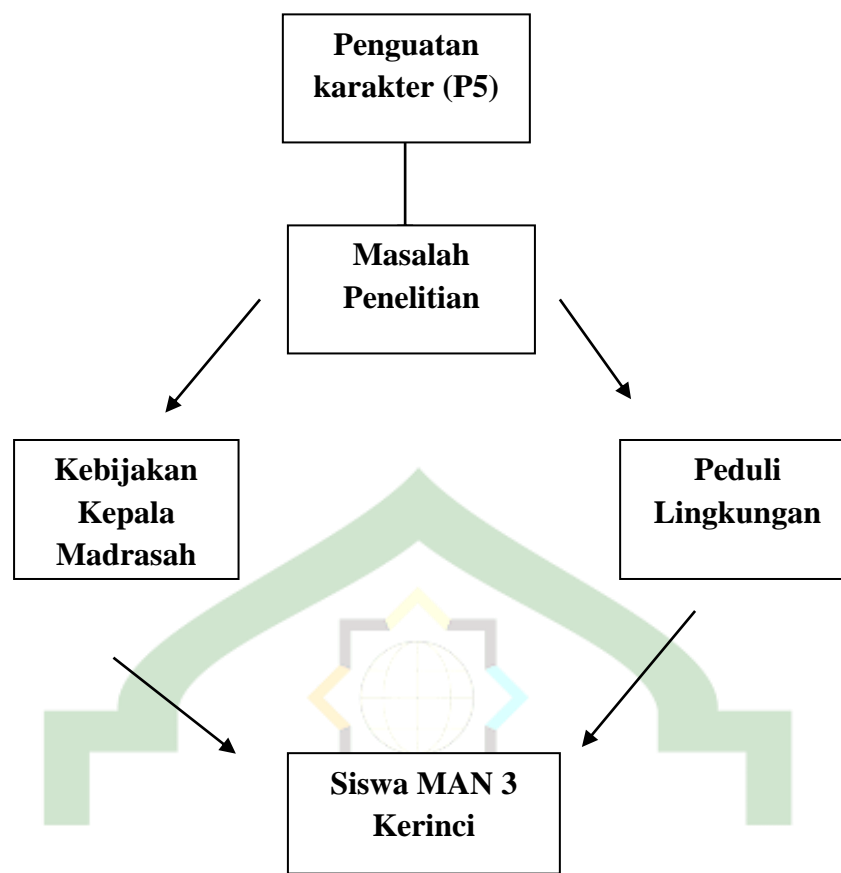 Penguatan
karakter (P5)
Masalah
Penelitian
Kebijakan
Kepala
Madrasah
Peduli
Lingkungan
Siswa MAN 3
Kerinci